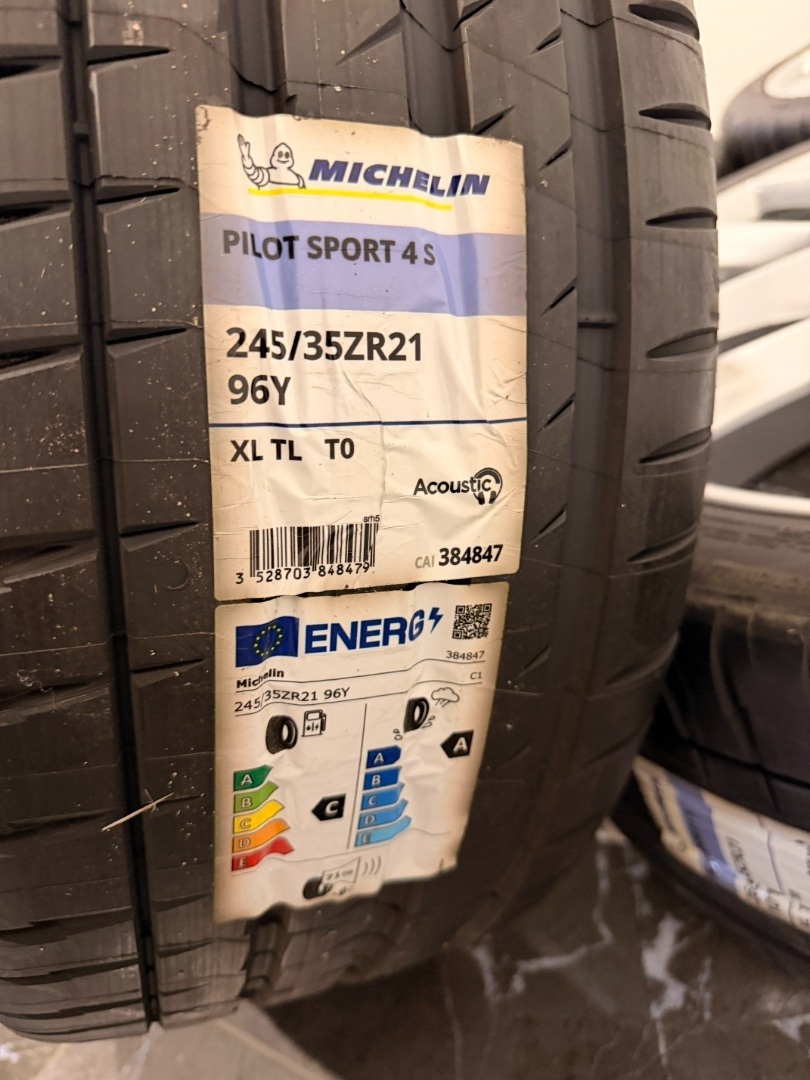 MICHELIN
PILOT SPORT 4 S
245/35ZR21
96Y
XL TL T0
Acoustic
srh5
3 528703 848479
CAI 384847
ENERG
384847
Michelin
C1
245/35ZR21 96Y
A
A
A
B
B
C
C
C
D
D
E
E